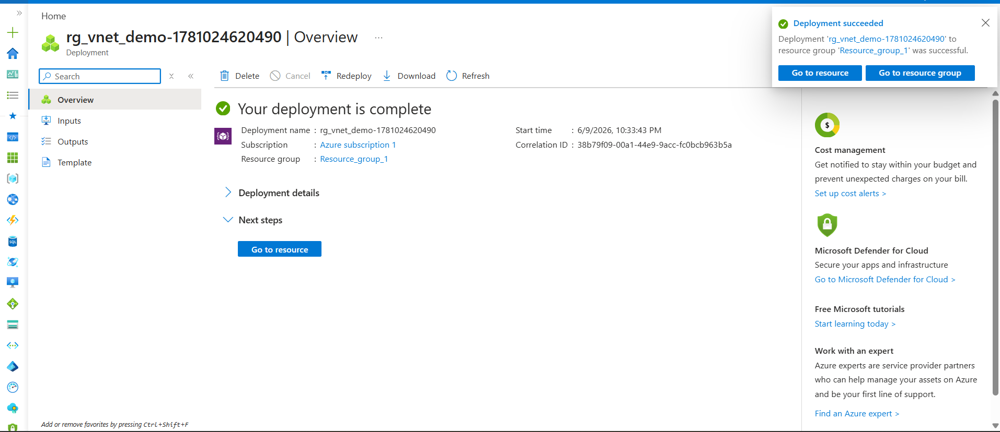 Home
rg_vnet_demo-1781024620490 | Overview ...
Deployment
Search
Overview
Inputs
Outputs
Template
Add or remove favorites by pressing Ctrl+Shift+F
Delete
Cancel
Redeploy
Download
Refresh
Your deployment is complete
Deployment name : rg_vnet_demo-1781024620490
Subscription : Azure subscription 1
Resource group : Resource_group_1
Start time : 6/9/2026, 10:33:43 PM
Correlation ID : 38b79f09-00a1-44e9-9acc-fc0bcb963b5a
Deployment details
Next steps
Go to resource
Deployment succeeded
Deployment 'rg_vnet_demo-1781024620490' to
resource group 'Resource_group_1' was successful.
Go to resource
Go to resource group
$
Cost management
Get notified to stay within your budget and
prevent unexpected charges on your bill.
Set up cost alerts >
Microsoft Defender for Cloud
Secure your apps and infrastructure
Go to Microsoft Defender for Cloud >
Free Microsoft tutorials
Start learning today >
Work with an expert
Azure experts are service provider partners
who can help manage your assets on Azure
and be your first line of support.
Find an Azure expert >
SQL